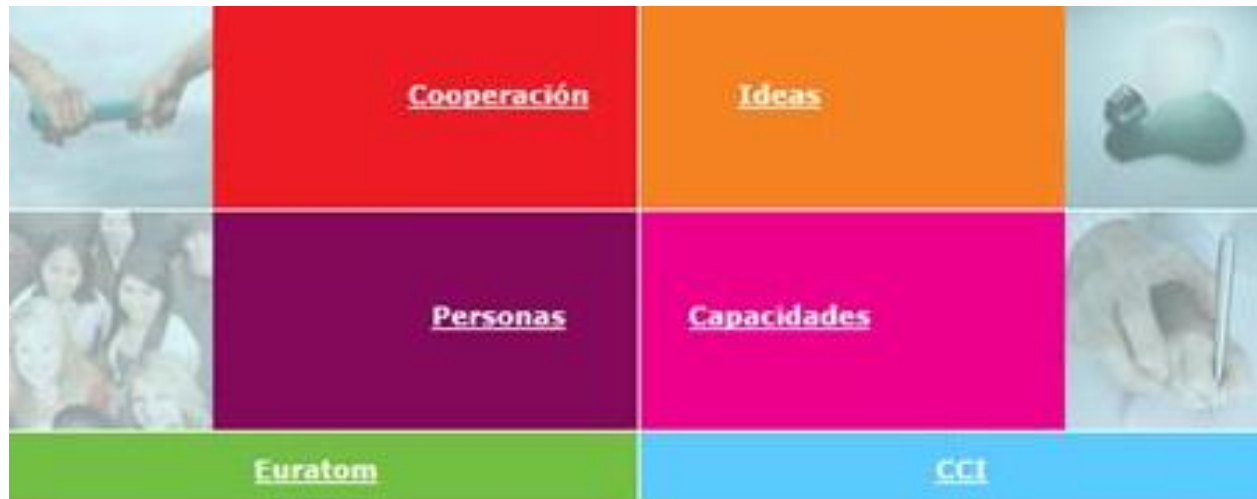 Cooperación
Ideas
Personas
Capacidades
Euratom
CCI